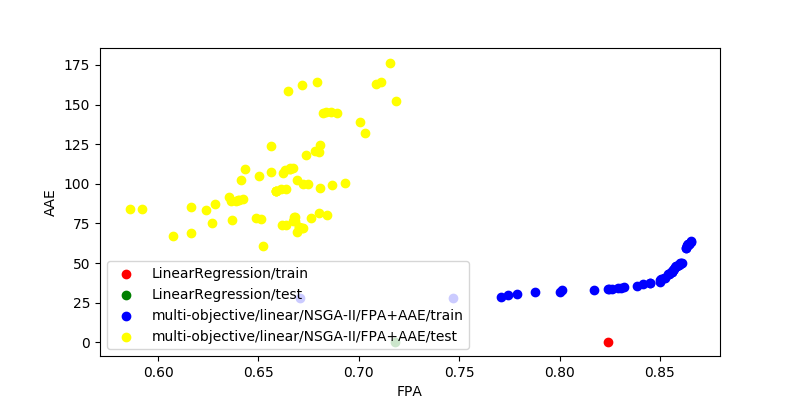 175
150
125
100
75
50
25
0
AAE
LinearRegression/train
LinearRegression/test
multi-objective/linear/NSGA-II/FPA+AAE/train
multi-objective/linear/NSGA-II/FPA+AAE/test
0.60 0.65 0.70 0.75 0.80 0.85
FPA